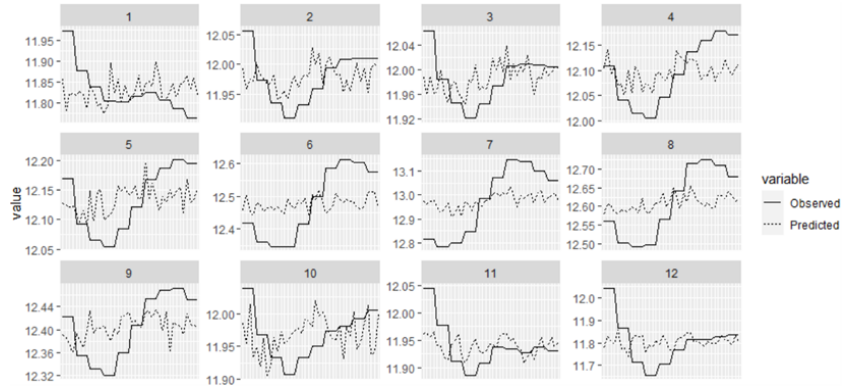 1 2 3 4
11.95 12.05 12.04 12.15
11.90 12.00 12.00 12.10
11.85 11.95 11.96 12.05
11.80 11.92 12.00
5 6 7 8
12.20 12.6 13.1 12.70
12.15 12.5 13.0 12.65
12.10 12.4 12.9 12.60
12.05 12.8 12.55
12.50
value
variable
Observed
Predicted
9 10 11 12
12.44 12.00 12.05 12.0
12.40 11.95 12.00 11.9
12.36 11.90 11.95 11.8
12.32 11.90 11.7